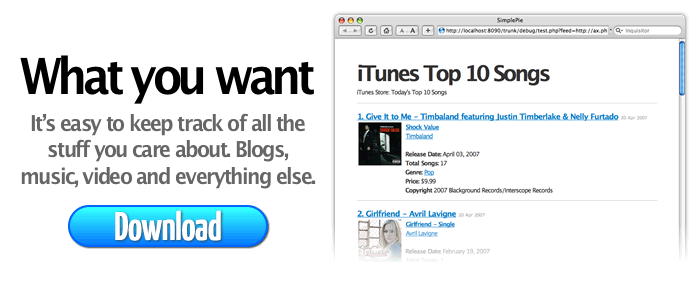 What you want
It's easy to keep track of all the
stuff you care about. Blogs,
music, video and everything else.
Download
SimplePie
A A
http://localhost:8090/trunk/debug/test.php?feed=http://ax.ph
Inquisitor
iTunes Top 10 Songs
iTunes Store: Today's Top 10 Songs
1. Give It to Me – Timbaland featuring Justin Timberlake & Nelly Furtado 20 Apr 2007
Shock Value
Timbaland
Release Date: April 03, 2007
Total Songs: 17
Genre: Pop
Price: $9.99
Copyright 2007 Background Records/Interscope Records
2. Girlfriend – Avril Lavigne 20 Apr 2007
Girlfriend – Single
Avril Lavigne
Release Date February 19, 2007